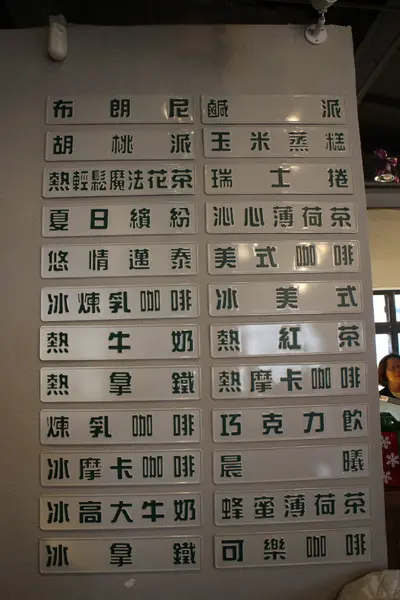 布朗尼
胡桃派
熱輕鬆魔法花茶
夏日繽紛
悠情邁泰
冰煉乳咖啡
熱牛奶
熱拿鐵
煉乳咖啡
冰摩卡咖啡
冰高大牛奶
冰拿鐵
鹹派
玉米蒸糕
瑞士捲
沁心薄荷茶
美式咖啡
冰美式
熱紅茶
熱摩卡咖啡
巧克力飲
晨曦
蜂蜜薄荷茶
可樂咖啡